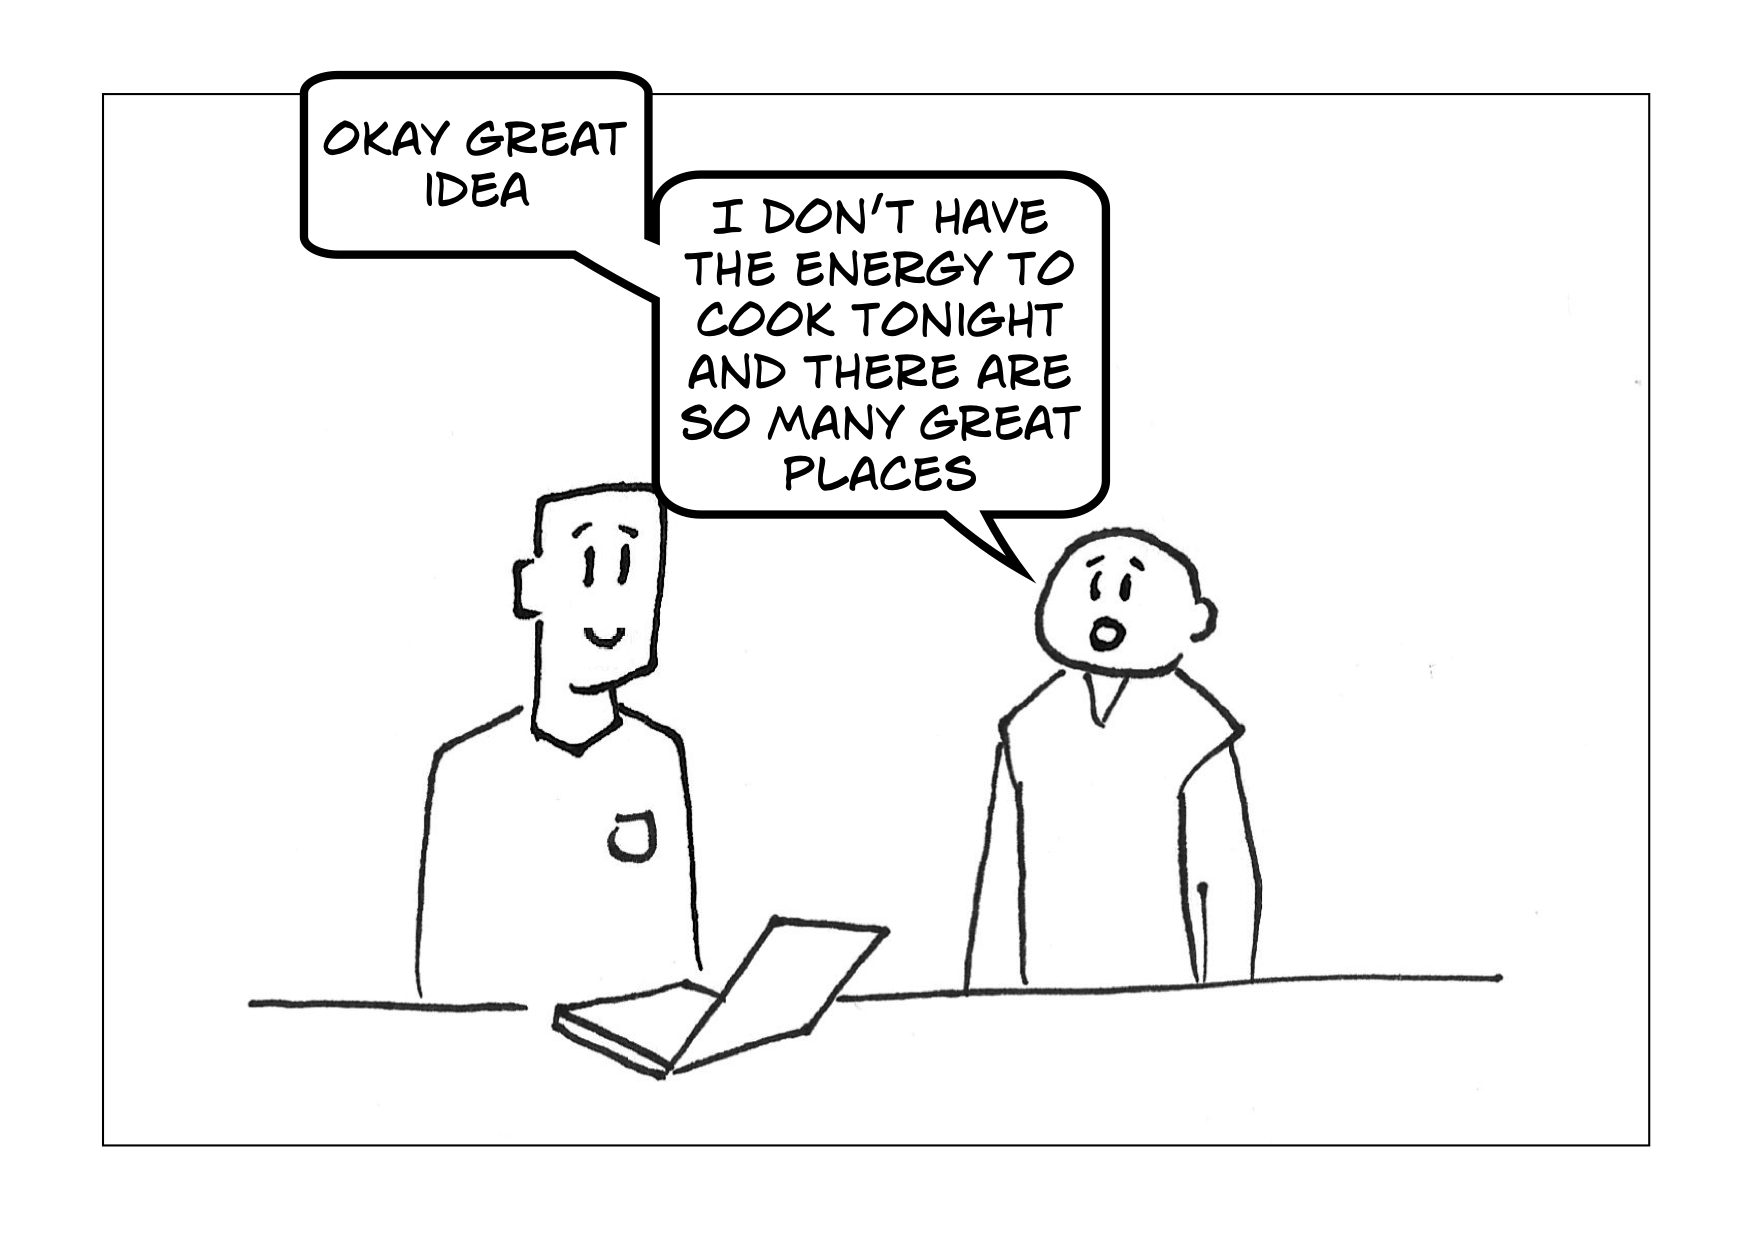 OKAY GREAT
IDEA
I DON'T HAVE
THE ENERGY TO
COOK TONIGHT
AND THERE ARE
SO MANY GREAT
PLACES